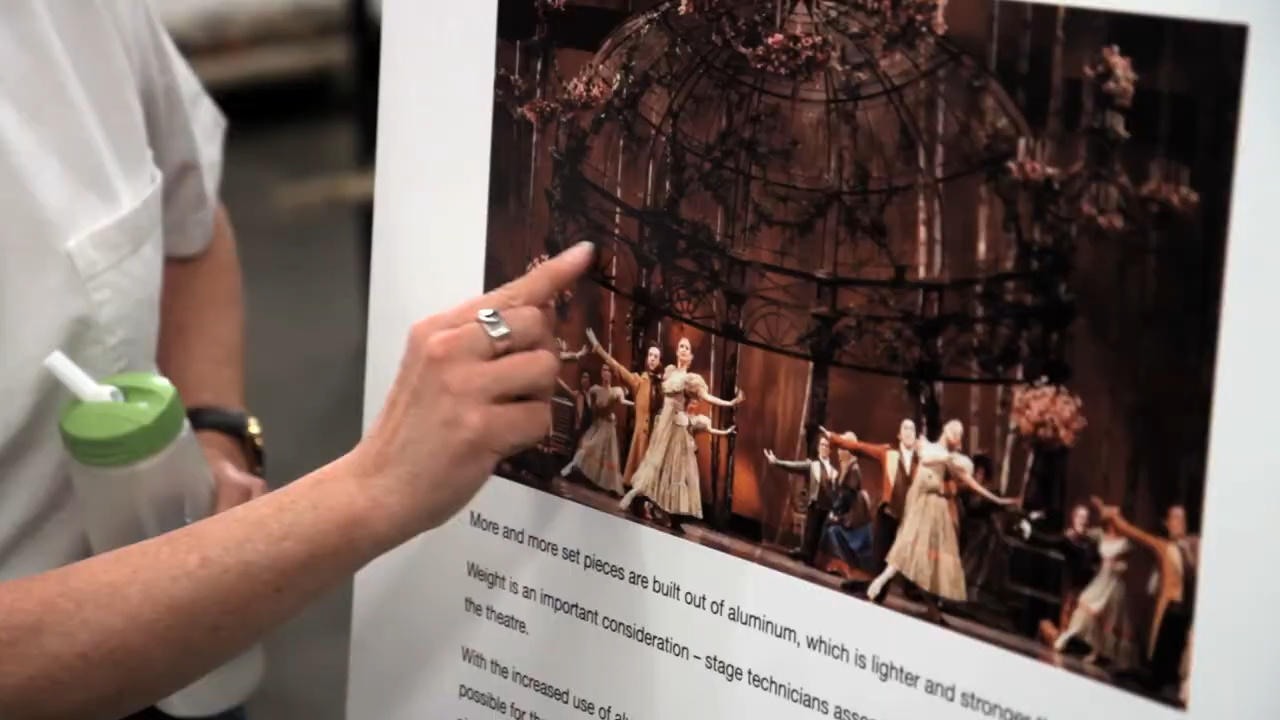 More and more set pieces are built out of aluminum, which is lighter and stronger
Weight is an important consideration – stage technicians
the theatre.
With the increased use of
possible for